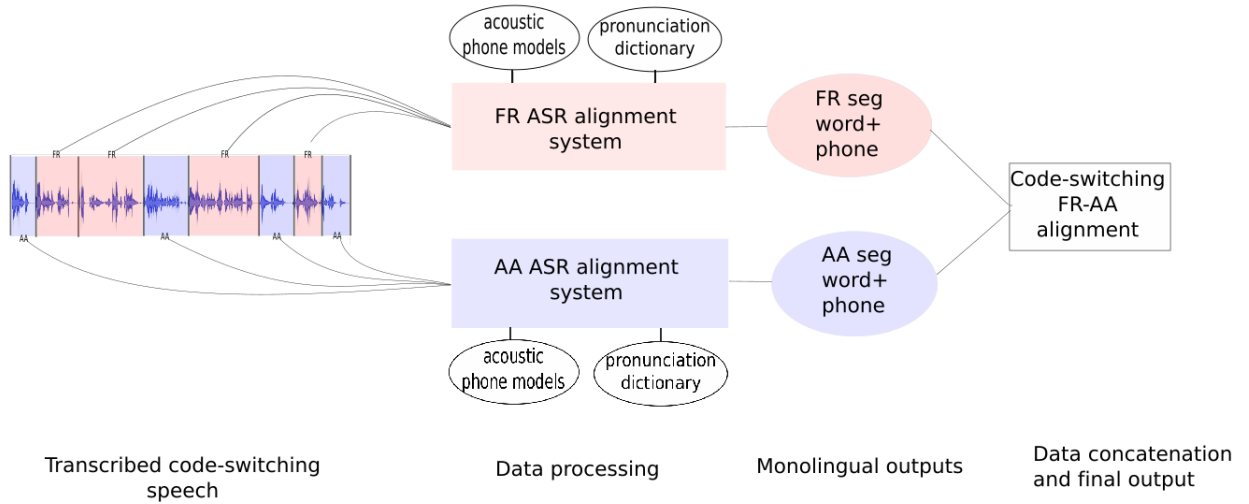 acoustic
phone models
pronunciation
dictionary
FR ASR alignment
system
FR seg
word+
phone
FR
FR
FR
FR
AA
AA
AA
AA
Code-switching
FR-AA
alignment
AA ASR alignment
system
AA seg
word+
phone
acoustic
phone models
pronunciation
dictionary
Transcribed code-switching
speech
Data processing
Monolingual outputs
Data concatenation
and final output